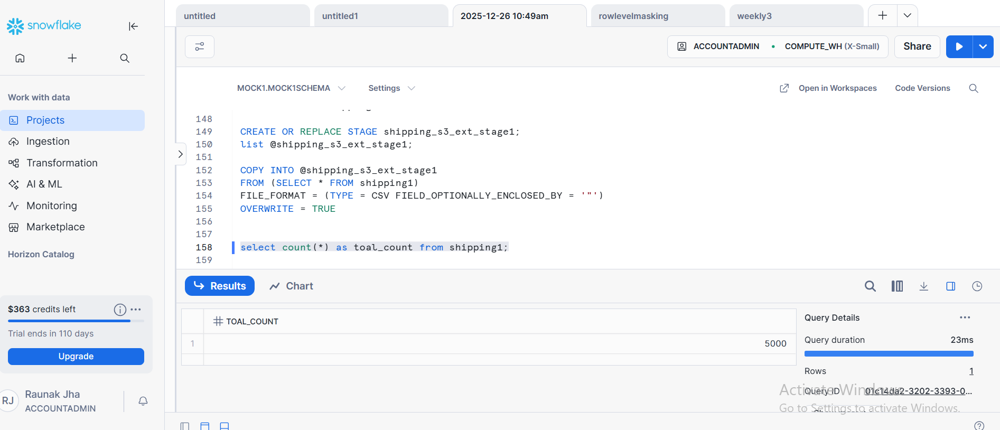 snowflake
untitled
untitled1
2025-12-26 10:49am
rowlevelmasking
weekly3
ACCOUNTADMIN
COMPUTE_WH (X-Small)
Share
Work with data
Projects
Ingestion
Transformation
AI & ML
Monitoring
Marketplace
Horizon Catalog
$363 credits left
Trial ends in 110 days
Upgrade
RJ
Raunak Jha
ACCOUNTADMIN
MOCK1.MOCK1SCHEMA
Settings
Open in Workspaces
Code Versions
148
149 CREATE OR REPLACE STAGE shipping_s3_ext_stage1;
150 list @shipping_s3_ext_stage1;
151
152 COPY INTO @shipping_s3_ext_stage1
153 FROM (SELECT * FROM shipping1)
154 FILE_FORMAT = (TYPE = CSV FIELD_OPTIONALLY_ENCLOSED_BY = '"')
155 OVERWRITE = TRUE
156
157
158 select count(*) as toal_count from shipping1;
159
Results
Chart
TOAL_COUNT
1 5000
Query Details
Query duration 23ms
Rows 1
Query ID 01c14da2-3202-3393-0...
Activate Windows
Go to Settings to activate Windows.